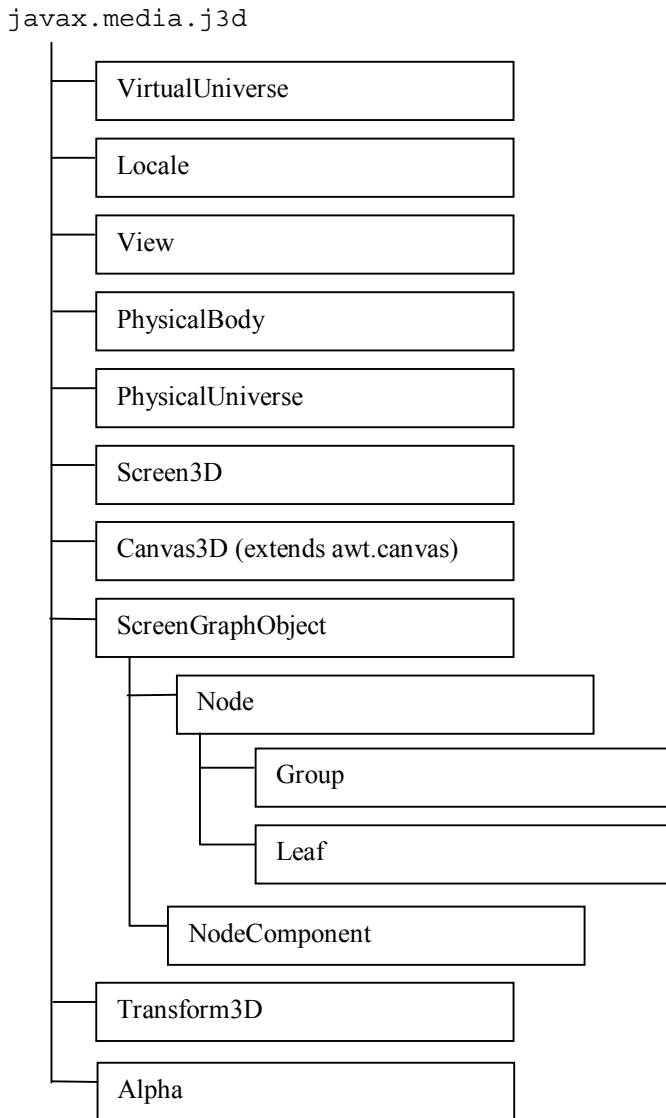 javax.media.j3d
VirtualUniverse
Locale
View
PhysicalBody
PhysicalUniverse
Screen3D
Canvas3D (extends awt.canvas)
ScreenGraphObject
Node
Group
Leaf
NodeComponent
Transform3D
Alpha